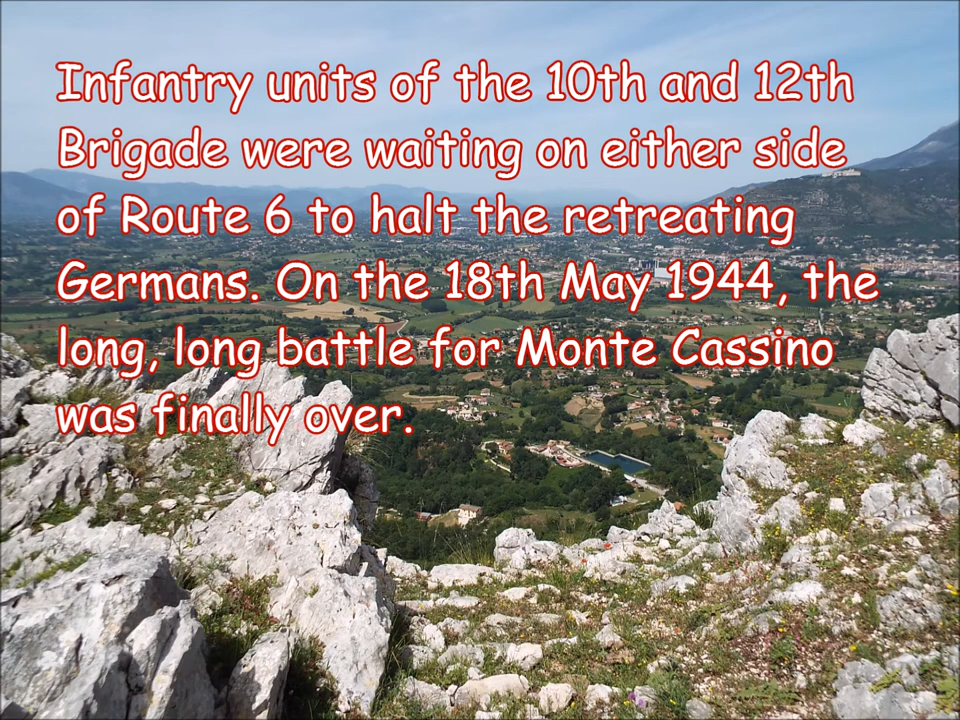 Infantry units of the 10th and 12th
Brigade were waiting on either side
of Route 6 to halt the retreating
Germans. On the 18th May 1944, the
long, long battle for Monte Cassino
was finally over.